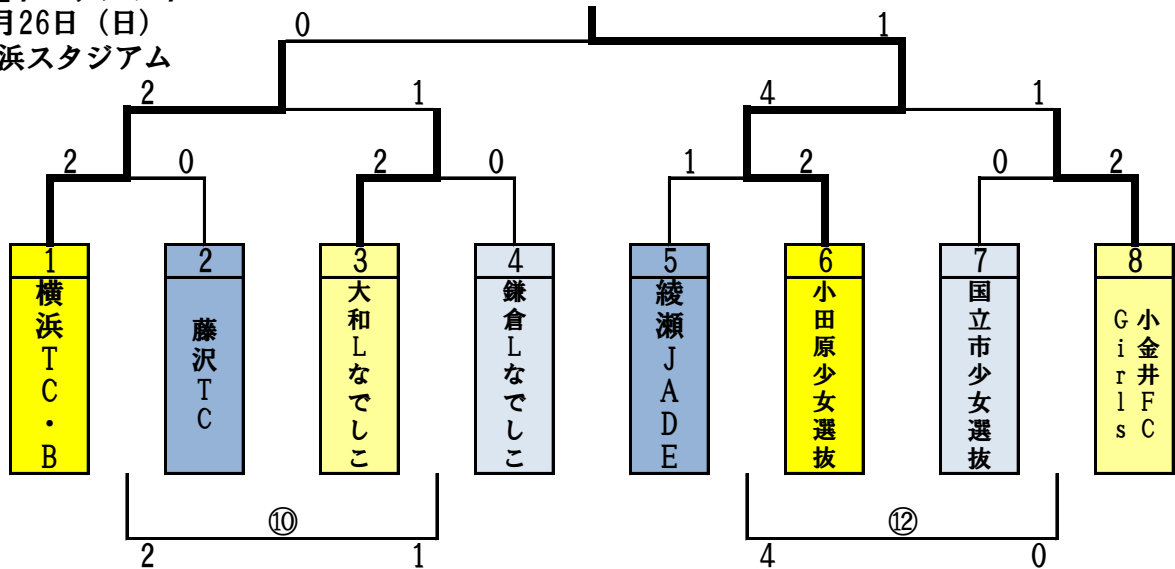 月26日（日）
浜スタジアム
0
1
2
1
4
1
2
0
2
0
1
2
0
2
1
2
3
4
5
6
7
8
横浜TC・B
藤沢TC
大和Lなでしこ
鎌倉Lなでしこ
綾瀬JADE
小田原少女選抜
国立市少女選抜
小金井FC
Girls
⑩
⑫
2
1
4
0